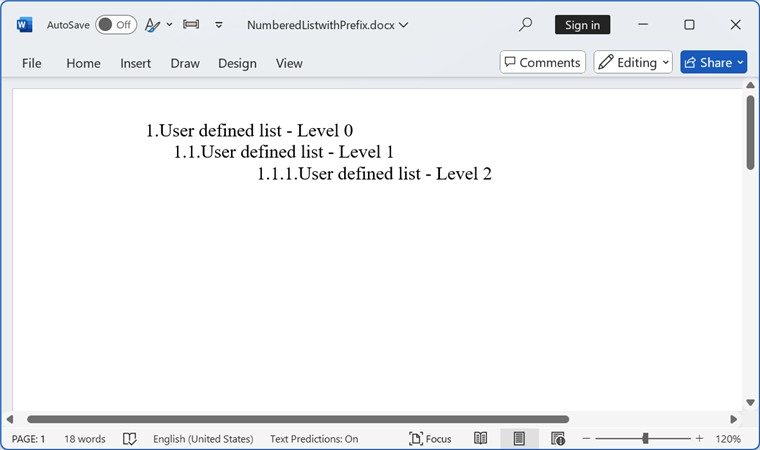 W AutoSave Off NumberedListwithPrefix.docx Sign in
File Home Insert Draw Design View Comments Editing Share
1.User defined list - Level 0
1.1.User defined list - Level 1
1.1.1.User defined list - Level 2
PAGE: 1 18 words English (United States) Text Predictions: On Focus 120%